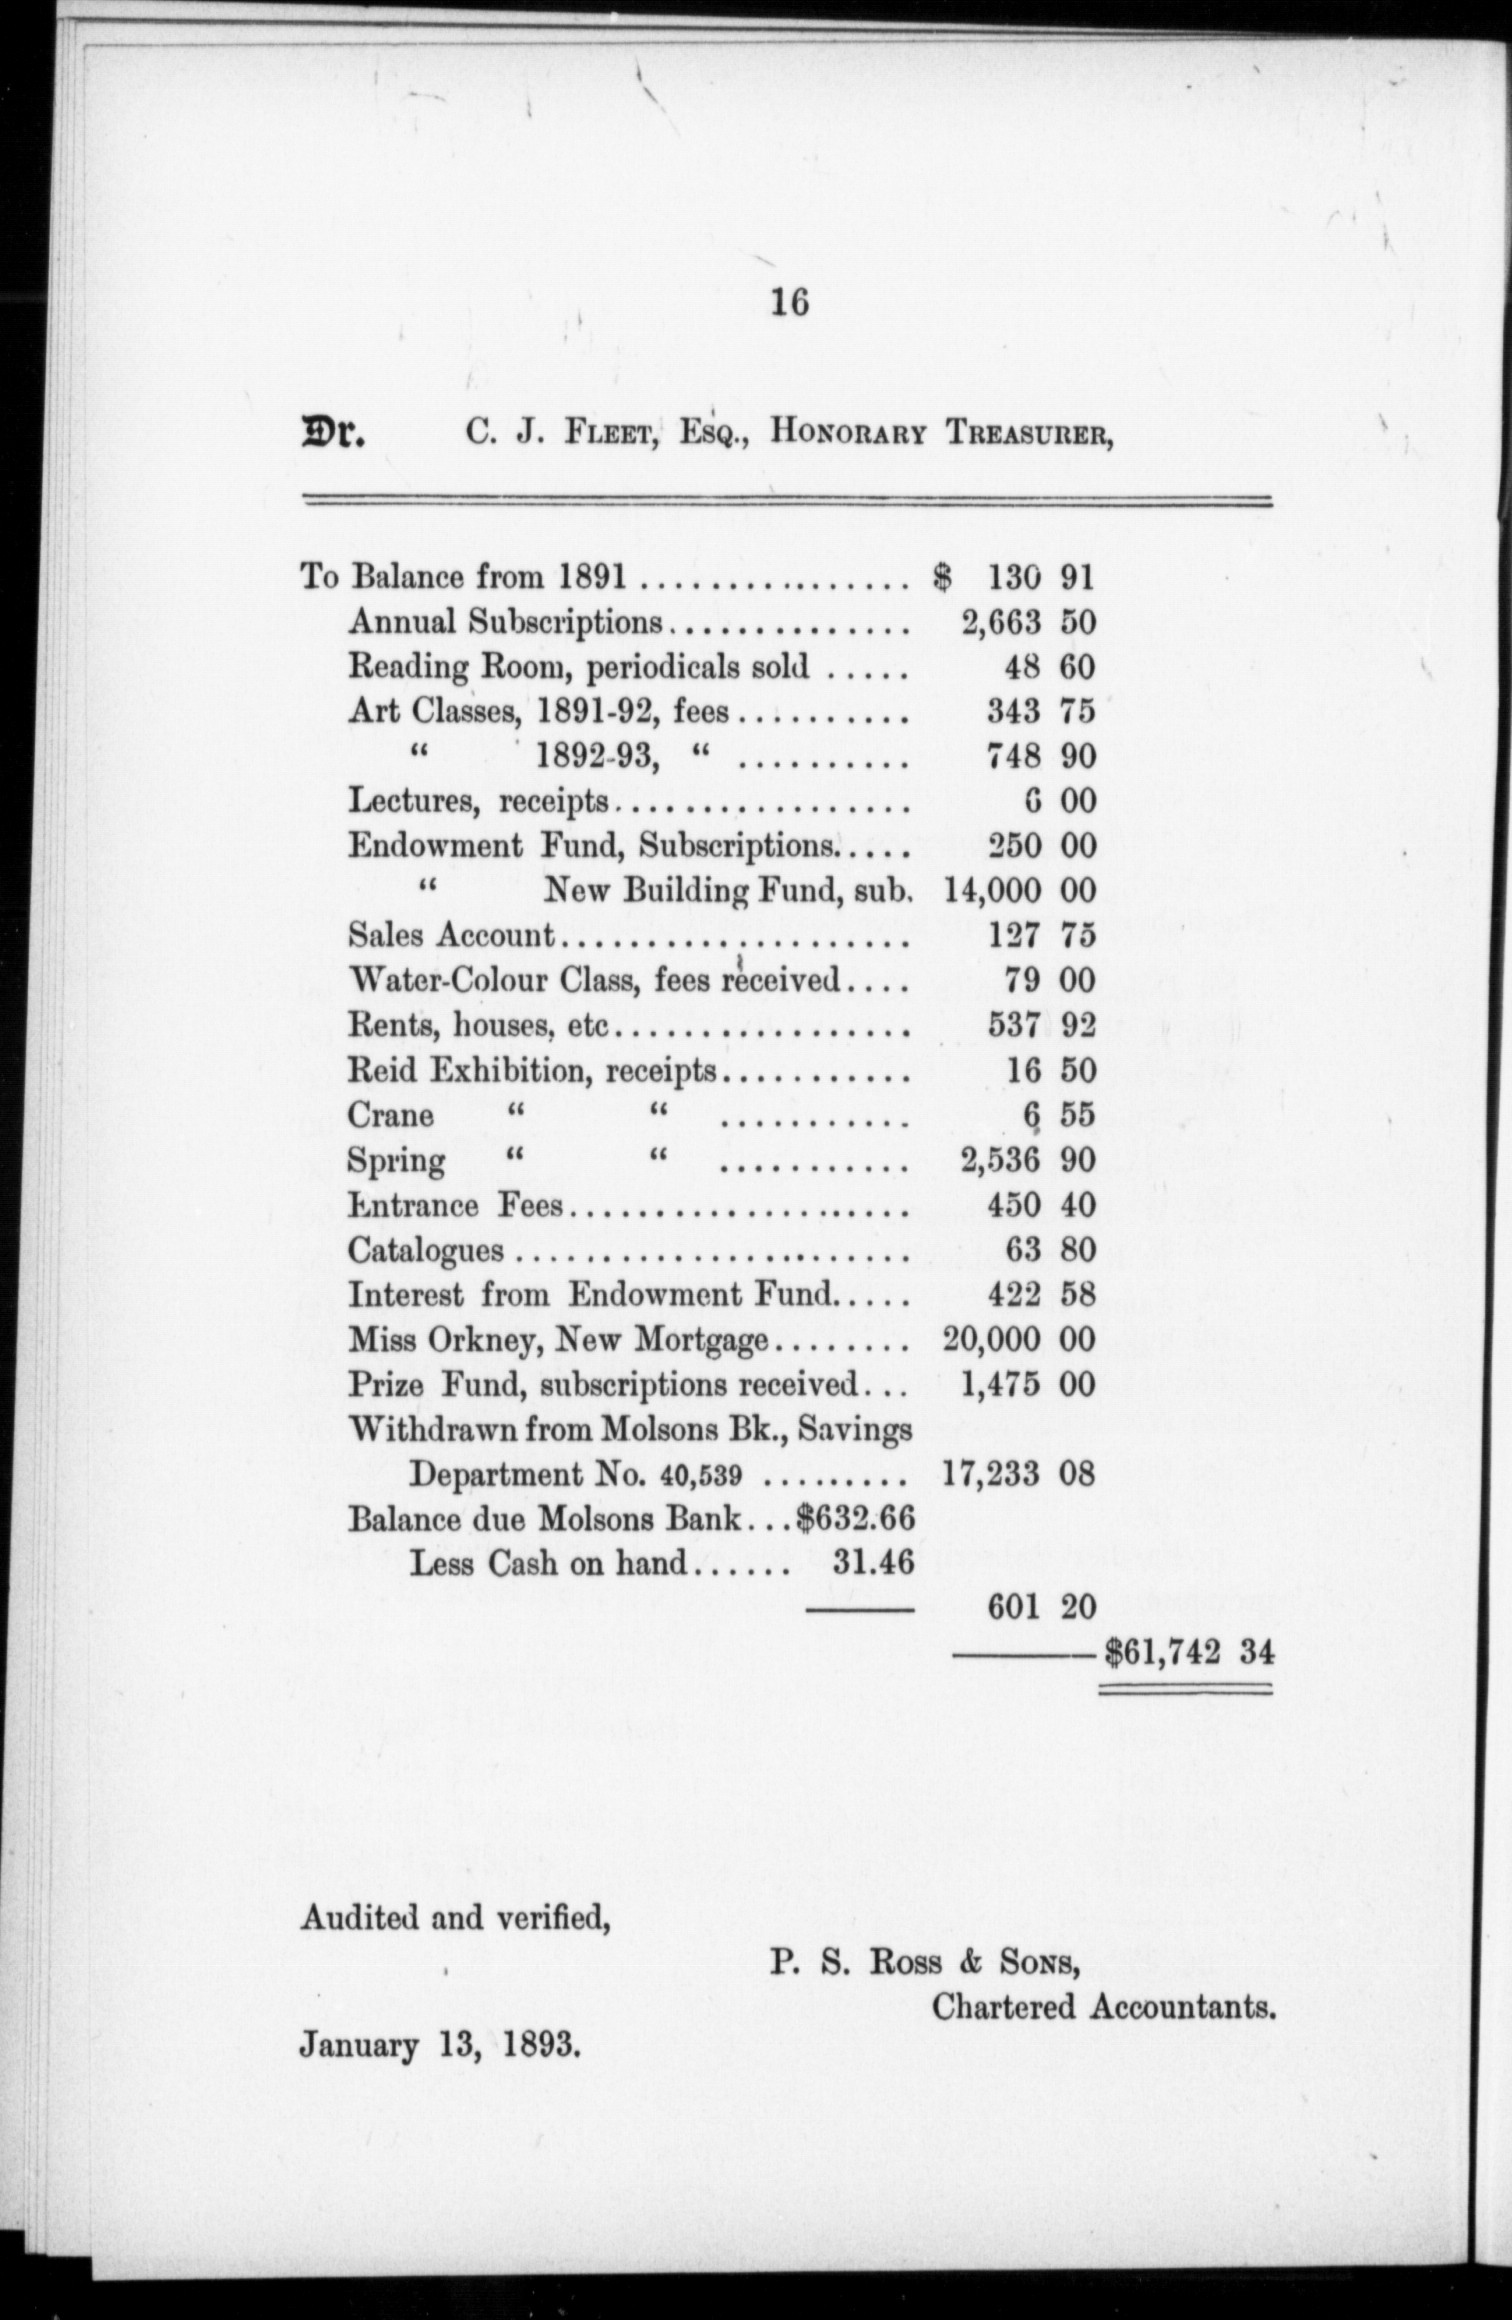 16
Dr. C. J. Fleet, Esq., Honorary Treasurer,
To Balance from 1891 ................ $ 130 91
Annual Subscriptions.............. 2,663 50
Reading Room, periodicals sold ..... 48 60
Art Classes, 1891-92, fees.......... 343 75
“ 1892-93, “ .......... 748 90
Lectures, receipts................. 6 00
Endowment Fund, Subscriptions..... 250 00
“ New Building Fund, sub. 14,000 00
Sales Account.................... 127 75
Water-Colour Class, fees received.... 79 00
Rents, houses, etc................. 537 92
Reid Exhibition, receipts........... 16 50
Crane “ “ ........... 6 55
Spring “ “ ........... 2,536 90
Entrance Fees.................... 450 40
Catalogues ....................... 63 80
Interest from Endowment Fund..... 422 58
Miss Orkney, New Mortgage........ 20,000 00
Prize Fund, subscriptions received... 1,475 00
Withdrawn from Molsons Bk., Savings
Department No. 40,539 ......... 17,233 08
Balance due Molsons Bank...$632.66
Less Cash on hand...... 31.46
601 20
$61,742 34
Audited and verified,
P. S. Ross & Sons,
Chartered Accountants.
January 13, 1893.